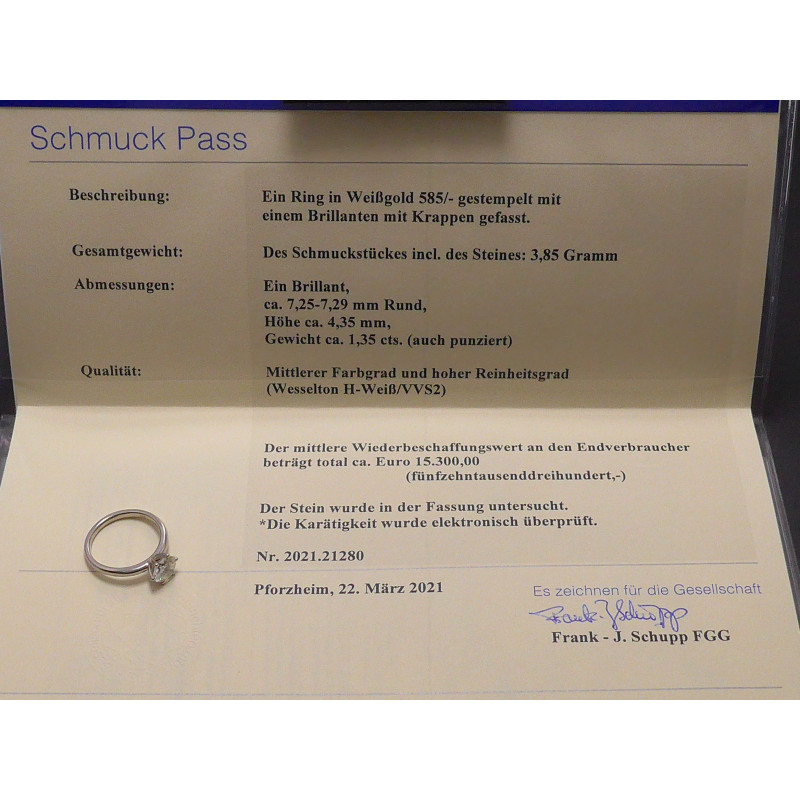 Schmuck Pass
Beschreibung: Ein Ring in Weißgold 585/- gestempelt mit
einem Brillanten mit Krappen gefasst.
Gesamtgewicht: Des Schmuckstückes incl. des Steines: 3,85 Gramm
Abmessungen: Ein Brillant,
ca. 7,25-7,29 mm Rund,
Höhe ca. 4,35 mm,
Gewicht ca. 1,35 cts. (auch punziert)
Qualität: Mittlerer Farbgrad und hoher Reinheitsgrad
(Wesselton H-Weiß/VVS2)
Der mittlere Wiederbeschaffungswert an den Endverbraucher
beträgt total ca. Euro 15.300,00
(fünfzehntausenddreihundert,-)
Der Stein wurde in der Fassung untersucht.
*Die Karätigkeit wurde elektronisch überprüft.
Nr. 2021.21280
Pforzheim, 22. März 2021
Es zeichnen für die Gesellschaft
Frank - J. Schupp
Frank - J. Schupp FGG